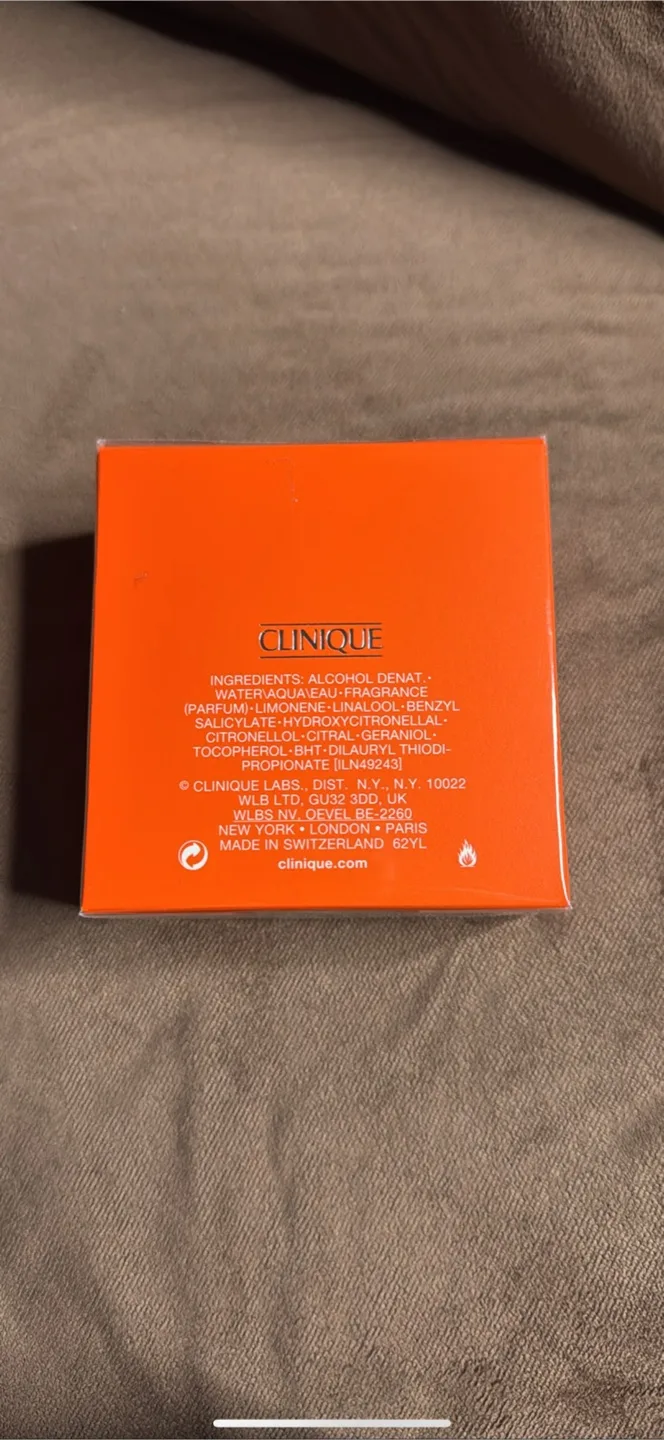 CLINIQUE
INGREDIENTS: ALCOHOL DENAT.•
WATER\AQUA\EAU•FRAGRANCE
(PARFUM)•LIMONENE•LINALOOL•BENZYL
SALICYLATE•HYDROXYCITRONELLAL•
CITRONELLOL•CITRAL•GERANIOL•
TOCOPHEROL•BHT•DILAURYL THIODI-
PROPIONATE [ILN49243]
© CLINIQUE LABS., DIST. N.Y., N.Y. 10022
WLB LTD, GU32 3DD, UK
WLBS NV. OEVEL BE-2260
NEW YORK • LONDON • PARIS
MADE IN SWITZERLAND 62YL
clinique.com